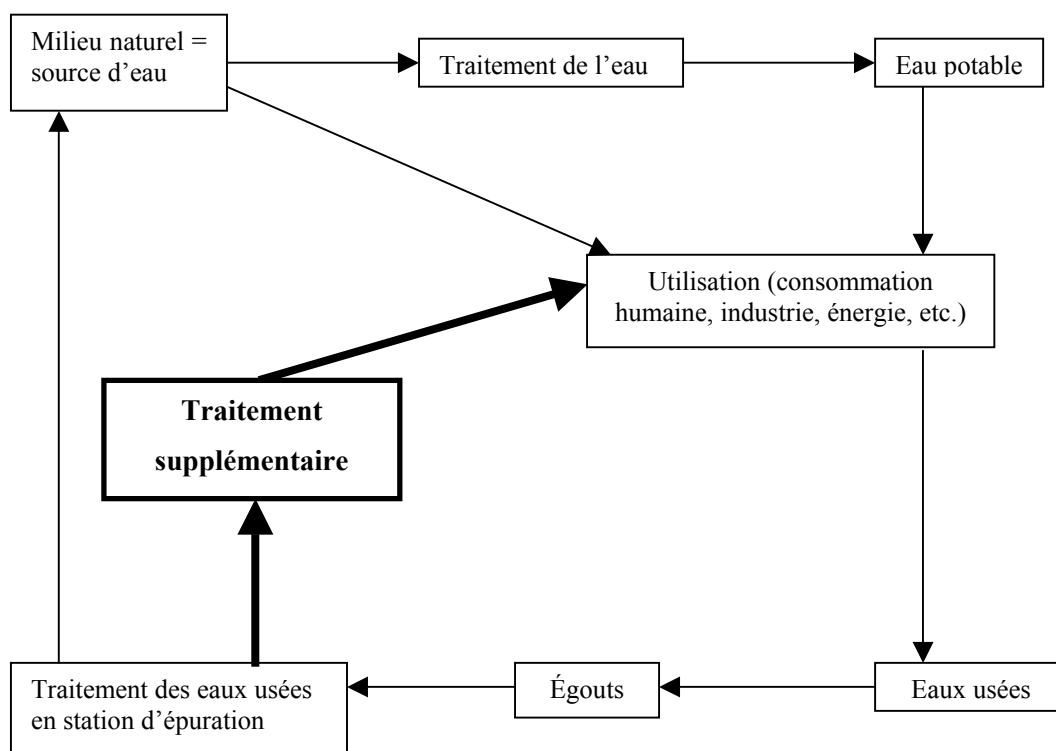 Milieu naturel =
source d’eau
Traitement de l’eau
Eau potable
Utilisation (consommation
humaine, industrie, énergie, etc.)
Traitement
supplémentaire
Traitement des eaux usées
en station d’épuration
Égouts
Eaux usées